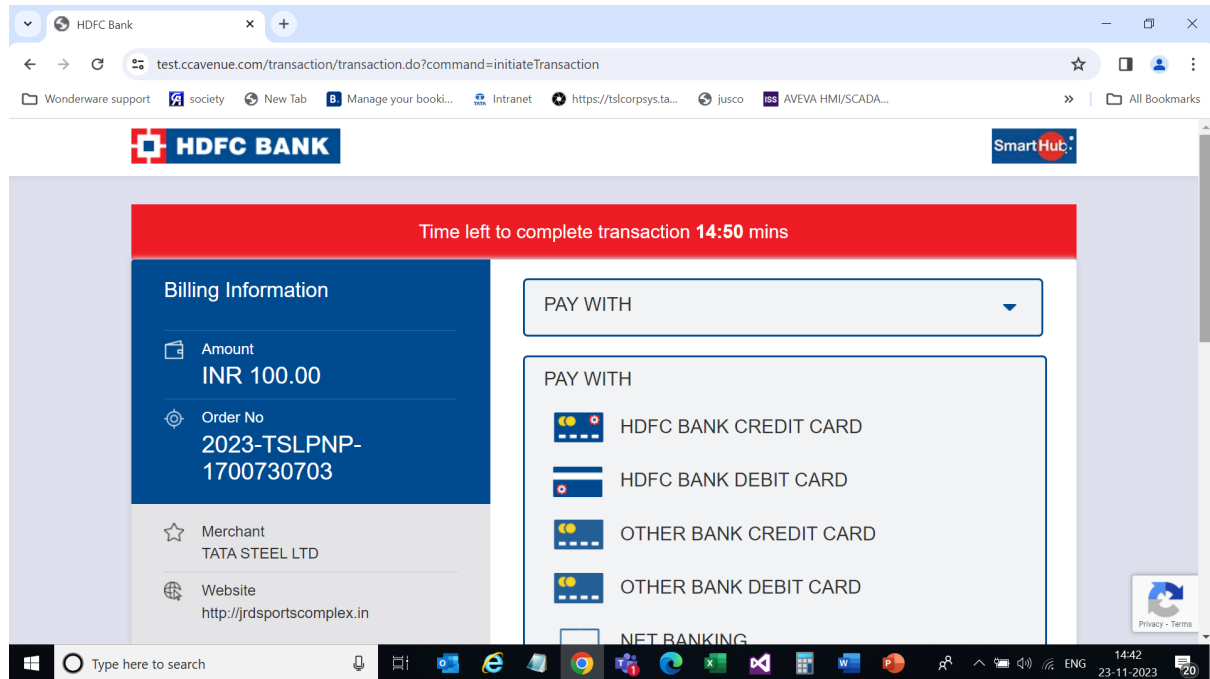 HDFC Bank
test.ccavenue.com/transaction/transaction.do?command=initiateTransaction
Wonderware support society New Tab B. Manage your booki... TATA Intranet https://tslcorpsys.ta... jusco ISS AVEVA HMI/SCADA... » All Bookmarks
HDFC BANK
SmartHub
Time left to complete transaction 14:50 mins
Billing Information
Amount
INR 100.00
Order No
2023-TSLPNP-
1700730703
Merchant
TATA STEEL LTD
Website
http://jrdsportscomplex.in
PAY WITH
PAY WITH
HDFC BANK CREDIT CARD
HDFC BANK DEBIT CARD
OTHER BANK CREDIT CARD
OTHER BANK DEBIT CARD
NET BANKING
Privacy - Terms
Type here to search
ENG
14:42
23-11-2023
20